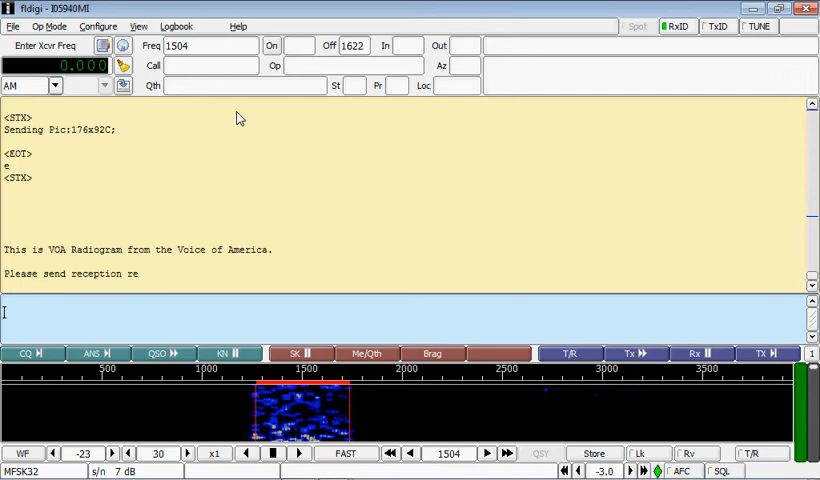 fldigi - I05940MI
File Op Mode Configure View Logbook Help Spot RxID TxID TUNE
Enter Xcvr Freq Freq 1504 On Off 1622 In Out
0.000 Call Op Az
AM Qth St Pr Loc
<STX>
Sending Pic:176x92C;
<EOT>
e
<STX>
This is VOA Radiogram from the Voice of America.
Please send reception re
CQ ANS QSO KN SK Me/Qth Brag T/R Tx Rx TX 1
500 1000 1500 2000 2500 3000 3500
WF -23 30 x1 FAST 1504 QSY Store Lk Rv T/R
MFSK32 s/n 7 dB -3.0 AFC SQL